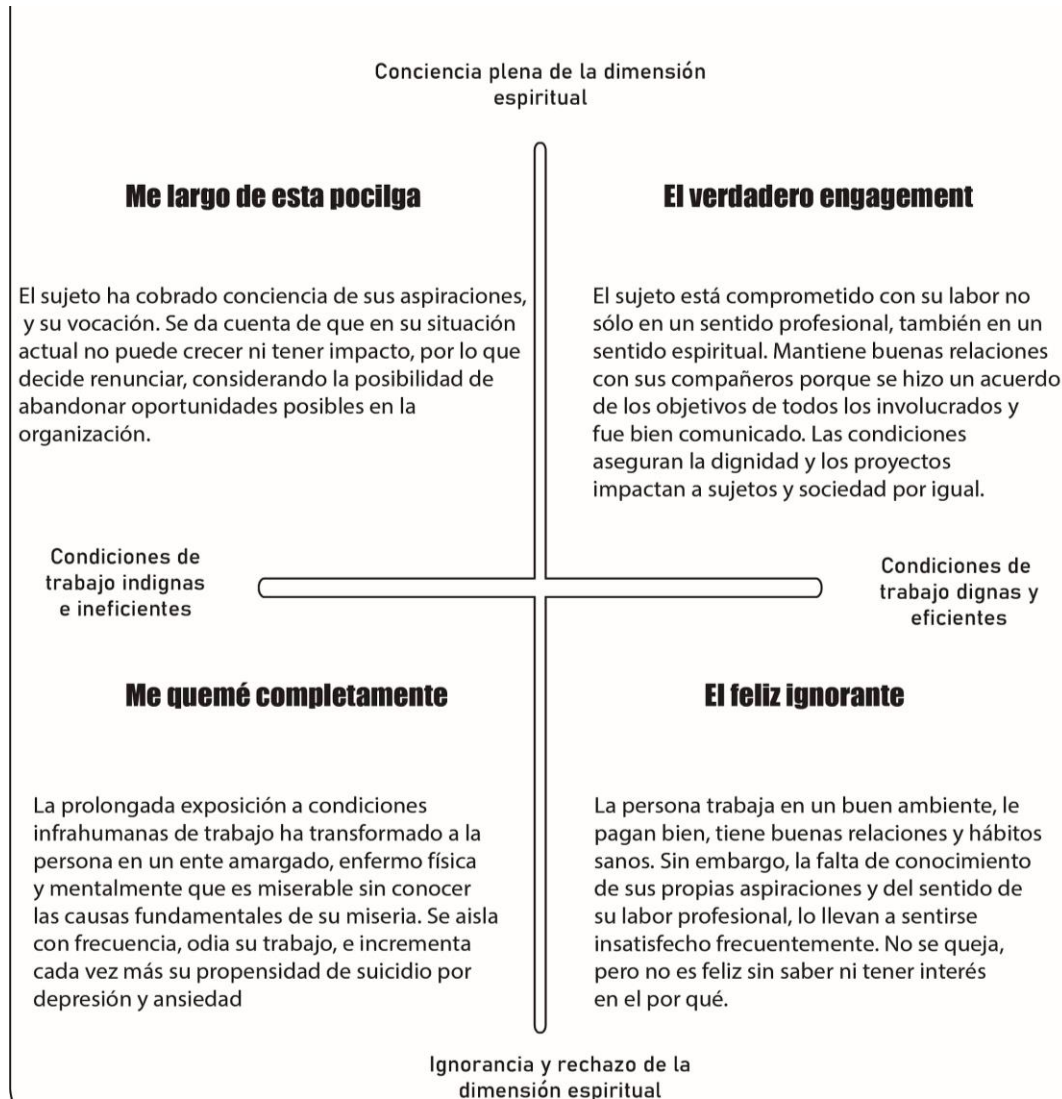 Conciencia plena de la dimensión
espiritual
Me largo de esta pocilga
El sujeto ha cobrado conciencia de sus aspiraciones,
y su vocación. Se da cuenta de que en su situación
actual no puede crecer ni tener impacto, por lo que
decide renunciar, considerando la posibilidad de
abandonar oportunidades posibles en la
organización.
El verdadero engagement
El sujeto está comprometido con su labor no
sólo en un sentido profesional, también en un
sentido espiritual. Mantiene buenas relaciones
con sus compañeros porque se hizo un acuerdo
de los objetivos de todos los involucrados y
fue bien comunicado. Las condiciones
aseguran la dignidad y los proyectos
impactan a sujetos y sociedad por igual.
Condiciones de
trabajo indignas
e ineficientes
Condiciones de
trabajo dignas y
eficientes
Me quemé completamente
La prolongada exposición a condiciones
infrahumanas de trabajo ha transformado a la
persona en un ente amargado, enfermo física
y mentalmente que es miserable sin conocer
las causas fundamentales de su miseria. Se aisla
con frecuencia, odia su trabajo, e incrementa
cada vez más su propensidad de suicidio por
depresión y ansiedad
El feliz ignorante
La persona trabaja en un buen ambiente, le
pagan bien, tiene buenas relaciones y hábitos
sanos. Sin embargo, la falta de conocimiento
de sus propias aspiraciones y del sentido de
su labor profesional, lo llevan a sentirse
insatisfecho frecuentemente. No se queja,
pero no es feliz sin saber ni tener interés
en el por qué.
Ignorancia y rechazo de la
dimensión espiritual